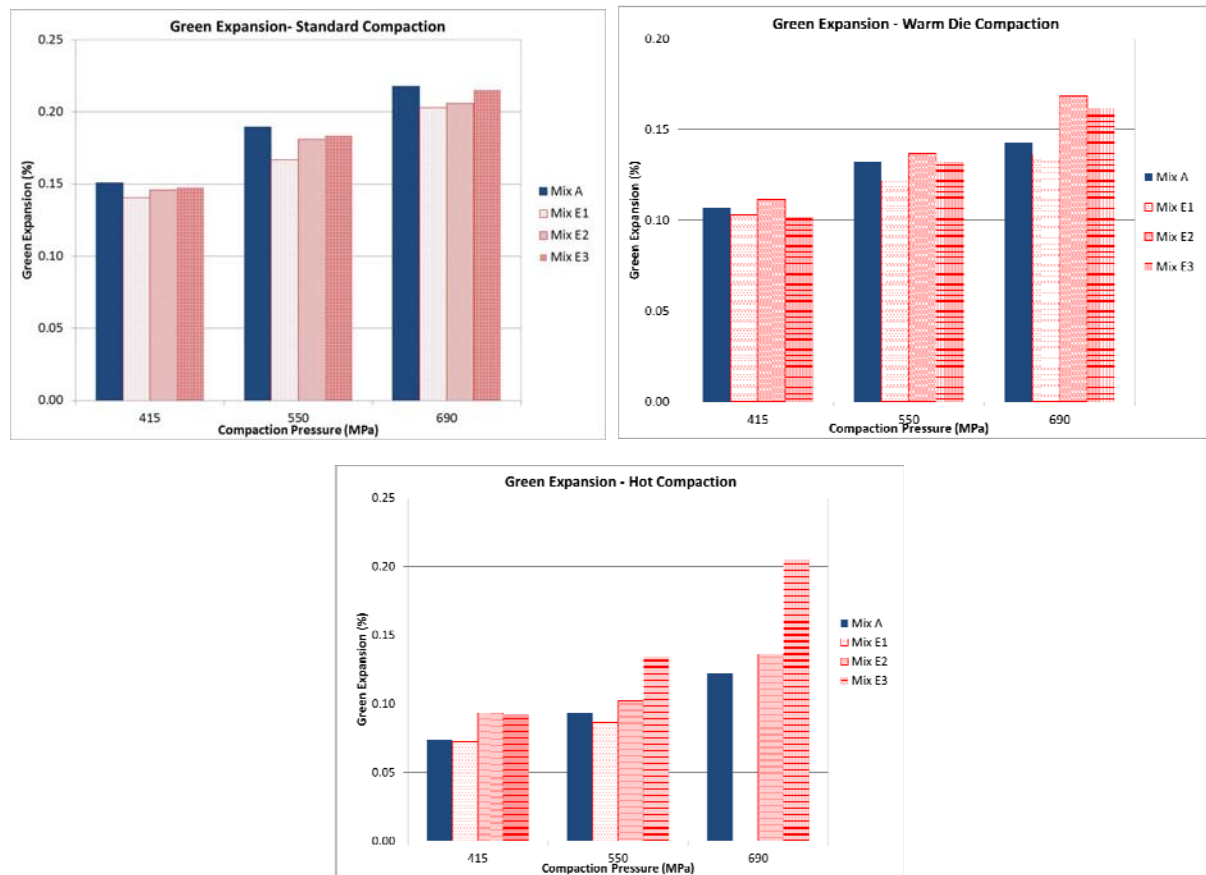 Green Expansion- Standard Compaction
0.25
0.20
0.15
0.10
0.05
0.00
Green Expansion (%)
415
550
690
Compaction Pressure (MPa)
Mix A
Mix E1
Mix E2
Mix E3
Green Expansion - Warm Die Compaction
0.20
0.15
0.10
0.05
0.00
Green Expansion (%)
415
550
690
Compaction Pressure (MPa)
Mix A
Mix E1
Mix E2
Mix E3
Green Expansion - Hot Compaction
0.25
0.20
0.15
0.10
0.05
0.00
Green Expansion (%)
415
550
690
Compaction Pressure (MPa)
Mix A
Mix E1
Mix E2
Mix E3